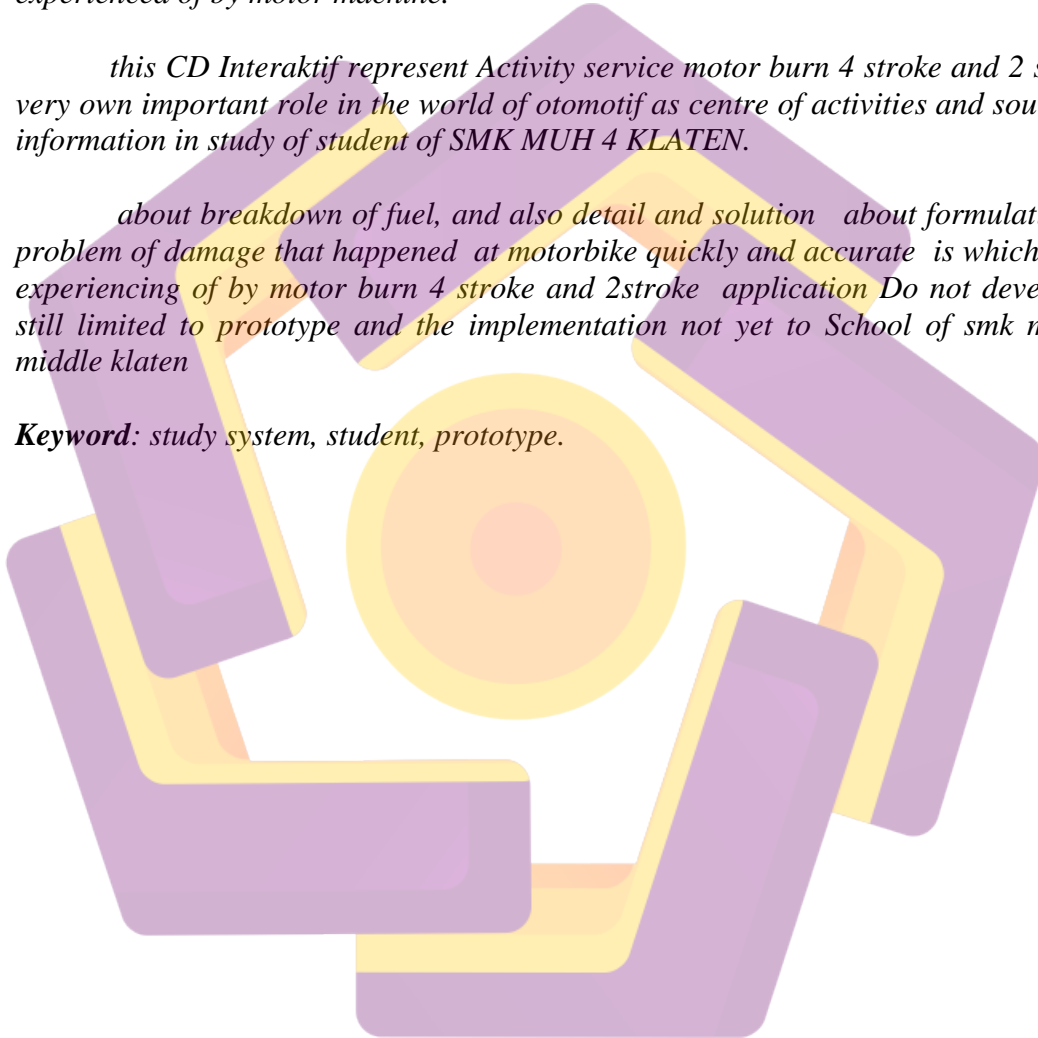 experienced of by motor machine.
this CD Interaktif represent Activity service motor burn 4 stroke and 2
very own important role in the world of otomotif as centre of activities and
information in study of student of SMK MUH 4 KLATEN.
about breakdown of fuel, and also detail and solution about
problem of damage that happened at motorbike quickly and accurate is which
experiencing of by motor burn 4 stroke and 2stroke application Do not
still limited to prototype and the implementation not yet to School of smk
middle klaten
Keyword: study system, student, prototype.